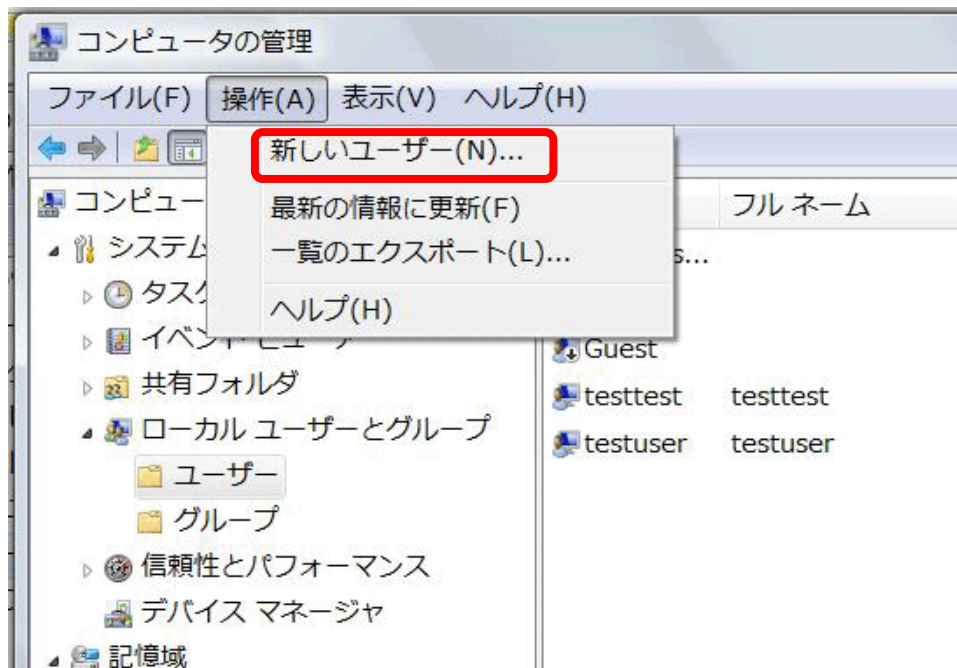 コンピュータの管理
ファイル(F) 操作(A) 表示(V) ヘルプ(H)
新しいユーザー(N)...
最新の情報に更新(F)
一覧のエクスポート(L)...
ヘルプ(H)
コンピュー
システム
タスク
イベント ビューア
共有フォルダ
ローカル ユーザーとグループ
ユーザー
グループ
信頼性とパフォーマンス
デバイス マネージャ
記憶域
フル ネーム
s...
Guest
testtest testtest
testuser testuser